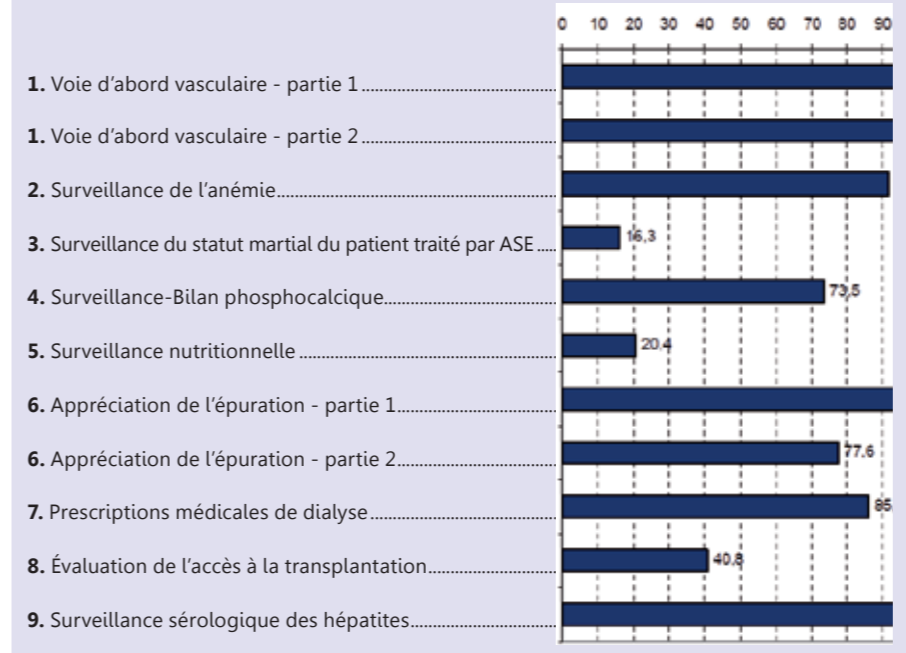 0 10 20 30 40 50 60 70 80 90
1. Voie d'abord vasculaire - partie 1
1. Voie d'abord vasculaire - partie 2
2. Surveillance de l'anémie
3. Surveillance du statut martial du patient traité par ASE 16,3
4. Surveillance-Bilan phosphocalcique 73,5
5. Surveillance nutritionnelle 20,4
6. Appréciation de l'épuration - partie 1
6. Appréciation de l'épuration - partie 2 77,6
7. Prescriptions médicales de dialyse 85,
8. Évaluation de l'accès à la transplantation 40,8
9. Surveillance sérologique des hépatites